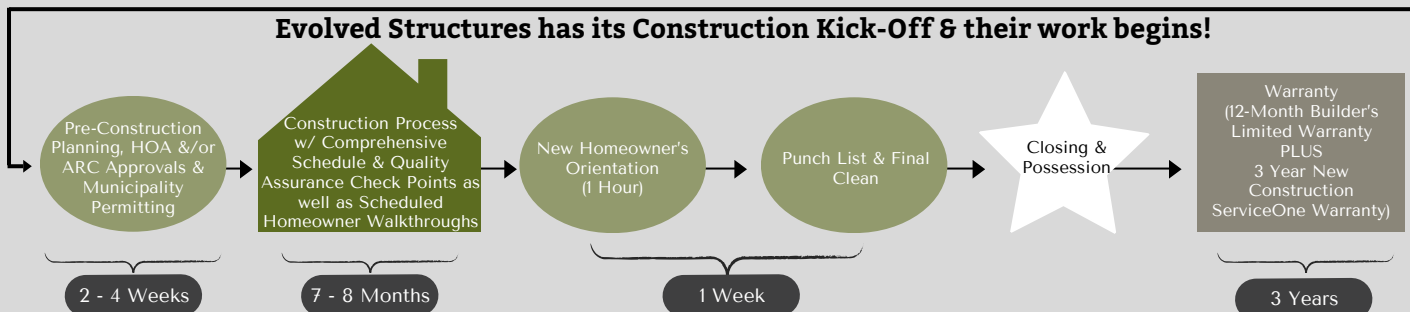 Evolved Structures has its Construction Kick-Off & their work begins!
Pre-Construction
Planning, HOA &/or
ARC Approvals &
Municipality
Permitting
Construction Process
w/ Comprehensive
Schedule & Quality
Assurance Check Points as
well as Scheduled
Homeowner Walkthroughs
New Homeowner's
Orientation
(1 Hour)
Punch List & Final
Clean
Closing &
Possession
Warranty
(12-Month Builder's
Limited Warranty
PLUS
3 Year New
Construction
ServiceOne Warranty)
2 - 4 Weeks
7 - 8 Months
1 Week
3 Years